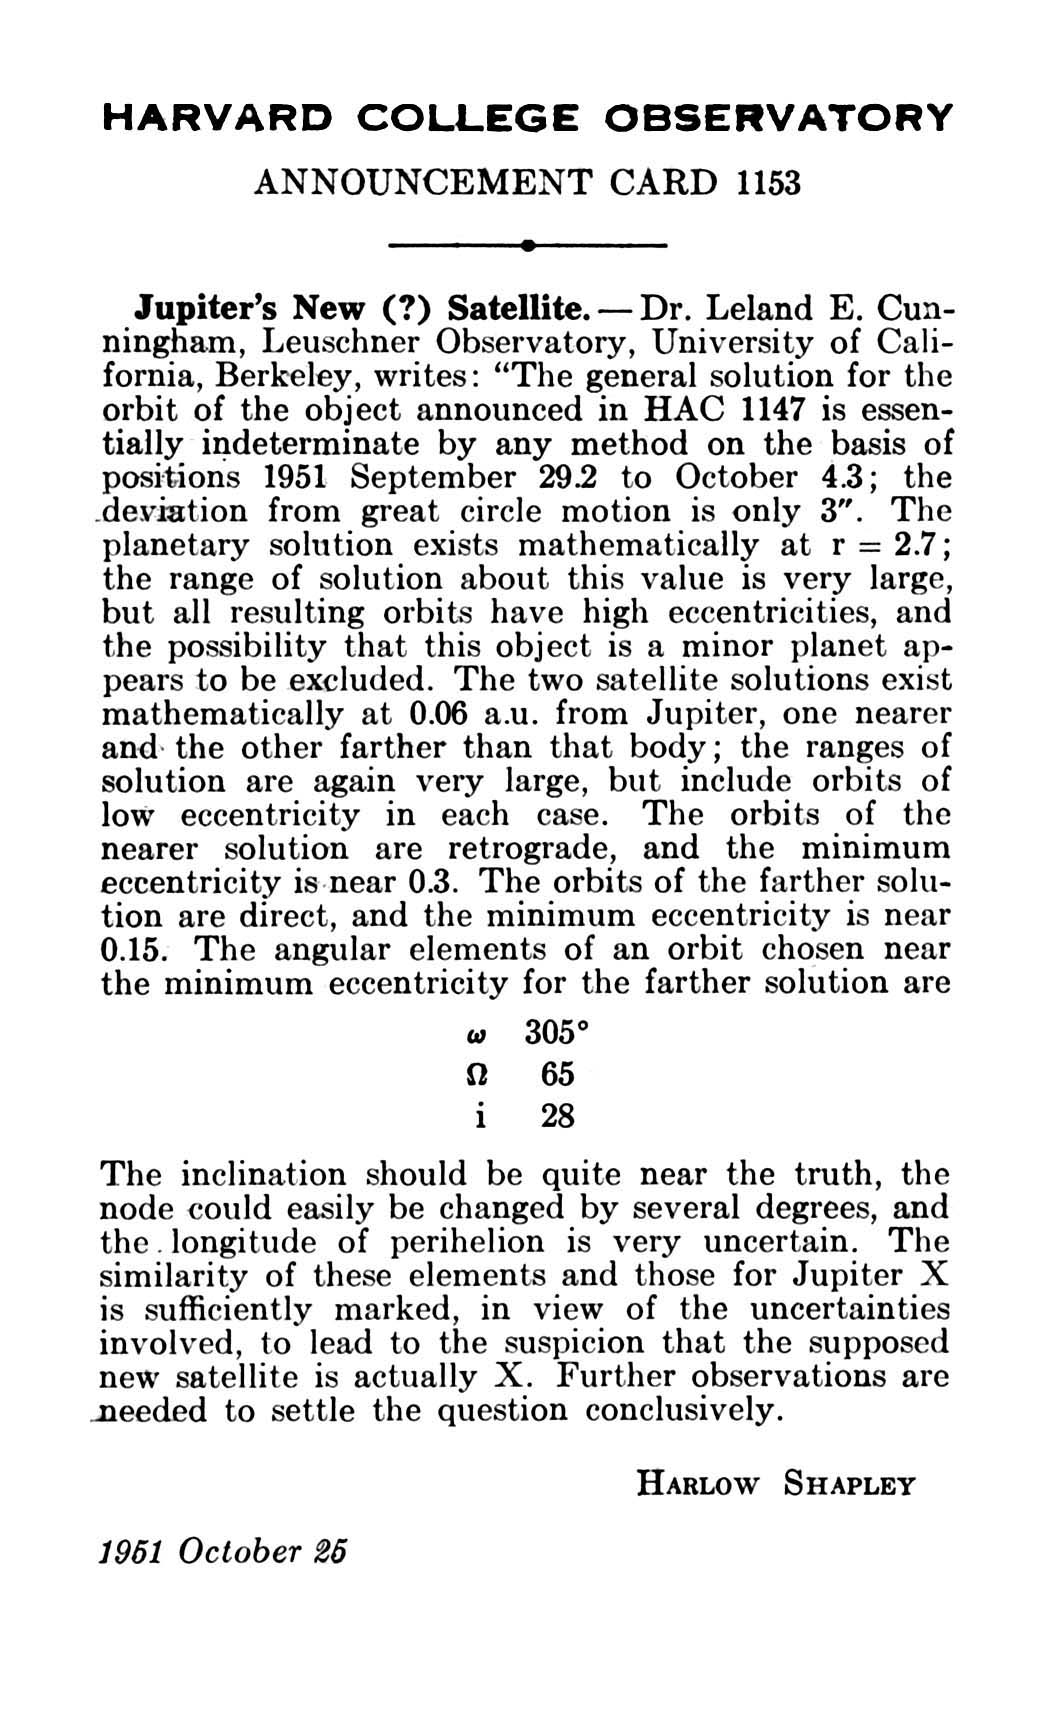 HARVARD COLLEGE OBSERVATORY
ANNOUNCEMENT CARD 1153
Jupiter's New (?) Satellite. — Dr. Leland E. Cun-
ningham, Leuschner Observatory, University of Cali-
fornia, Berkeley, writes: "The general solution for the
orbit of the object announced in HAC 1147 is essen-
tially indeterminate by any method on the basis of
positions 1951 September 29.2 to October 4.3; the
deviation from great circle motion is only 3″. The
planetary solution exists mathematically at r = 2.7;
the range of solution about this value is very large,
but all resulting orbits have high eccentricities, and
the possibility that this object is a minor planet ap-
pears to be excluded. The two satellite solutions exist
mathematically at 0.06 a.u. from Jupiter, one nearer
and the other farther than that body; the ranges of
solution are again very large, but include orbits of
low eccentricity in each case. The orbits of the
nearer solution are retrograde, and the minimum
eccentricity is near 0.3. The orbits of the farther solu-
tion are direct, and the minimum eccentricity is near
0.15. The angular elements of an orbit chosen near
the minimum eccentricity for the farther solution are
ω 305°
Ω 65
i 28
The inclination should be quite near the truth, the
node could easily be changed by several degrees, and
the longitude of perihelion is very uncertain. The
similarity of these elements and those for Jupiter X
is sufficiently marked, in view of the uncertainties
involved, to lead to the suspicion that the supposed
new satellite is actually X. Further observations are
needed to settle the question conclusively.
HARLOW SHAPLEY
1951 October 25